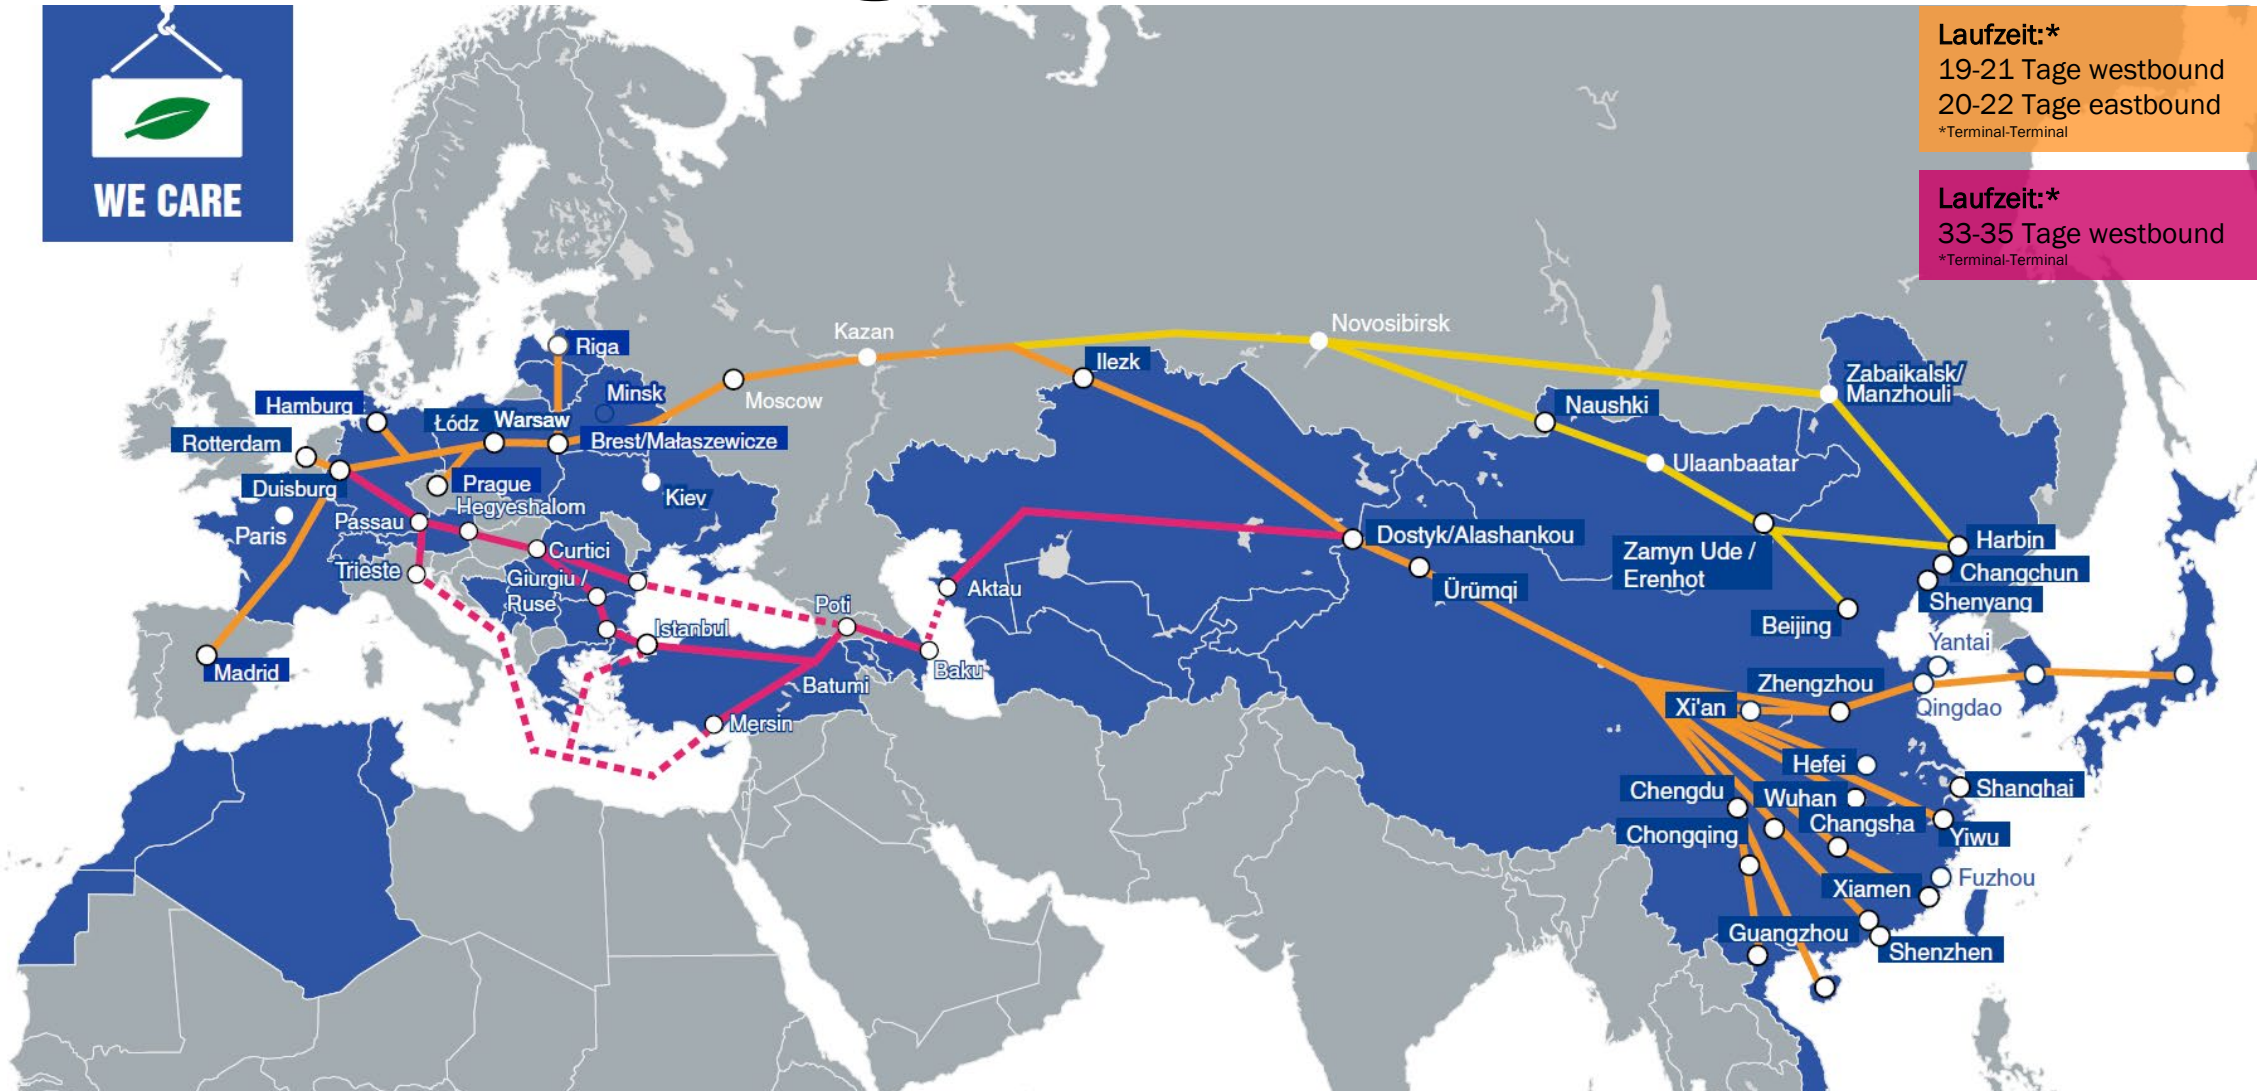 WE CARE
Laufzeit:*
19-21 Tage westbound
20-22 Tage eastbound
*Terminal-Terminal
Laufzeit:*
33-35 Tage westbound
*Terminal-Terminal
Riga
Kazan
Novosibirsk
Ilezk
Zabaikalsk/
Manzhouli
Minsk
Moscow
Naushki
Hamburg
Łódz
Warsaw
Brest/Małaszewicze
Rotterdam
Ulaanbaatar
Duisburg
Prague
Kiev
Hegyeshalom
Passau
Paris
Curtici
Dostyk/Alashankou
Zamyn Ude /
Erenhot
Harbin
Changchun
Trieste
Giurgiu /
Ruse
Aktau
Ürümqi
Shenyang
Poti
Istanbul
Beijing
Yantai
Madrid
Baku
Batumi
Zhengzhou
Xi'an
Qingdao
Mersin
Hefei
Chengdu
Wuhan
Shanghai
Chongqing
Changsha
Yiwu
Xiamen
Fuzhou
Guangzhou
Shenzhen